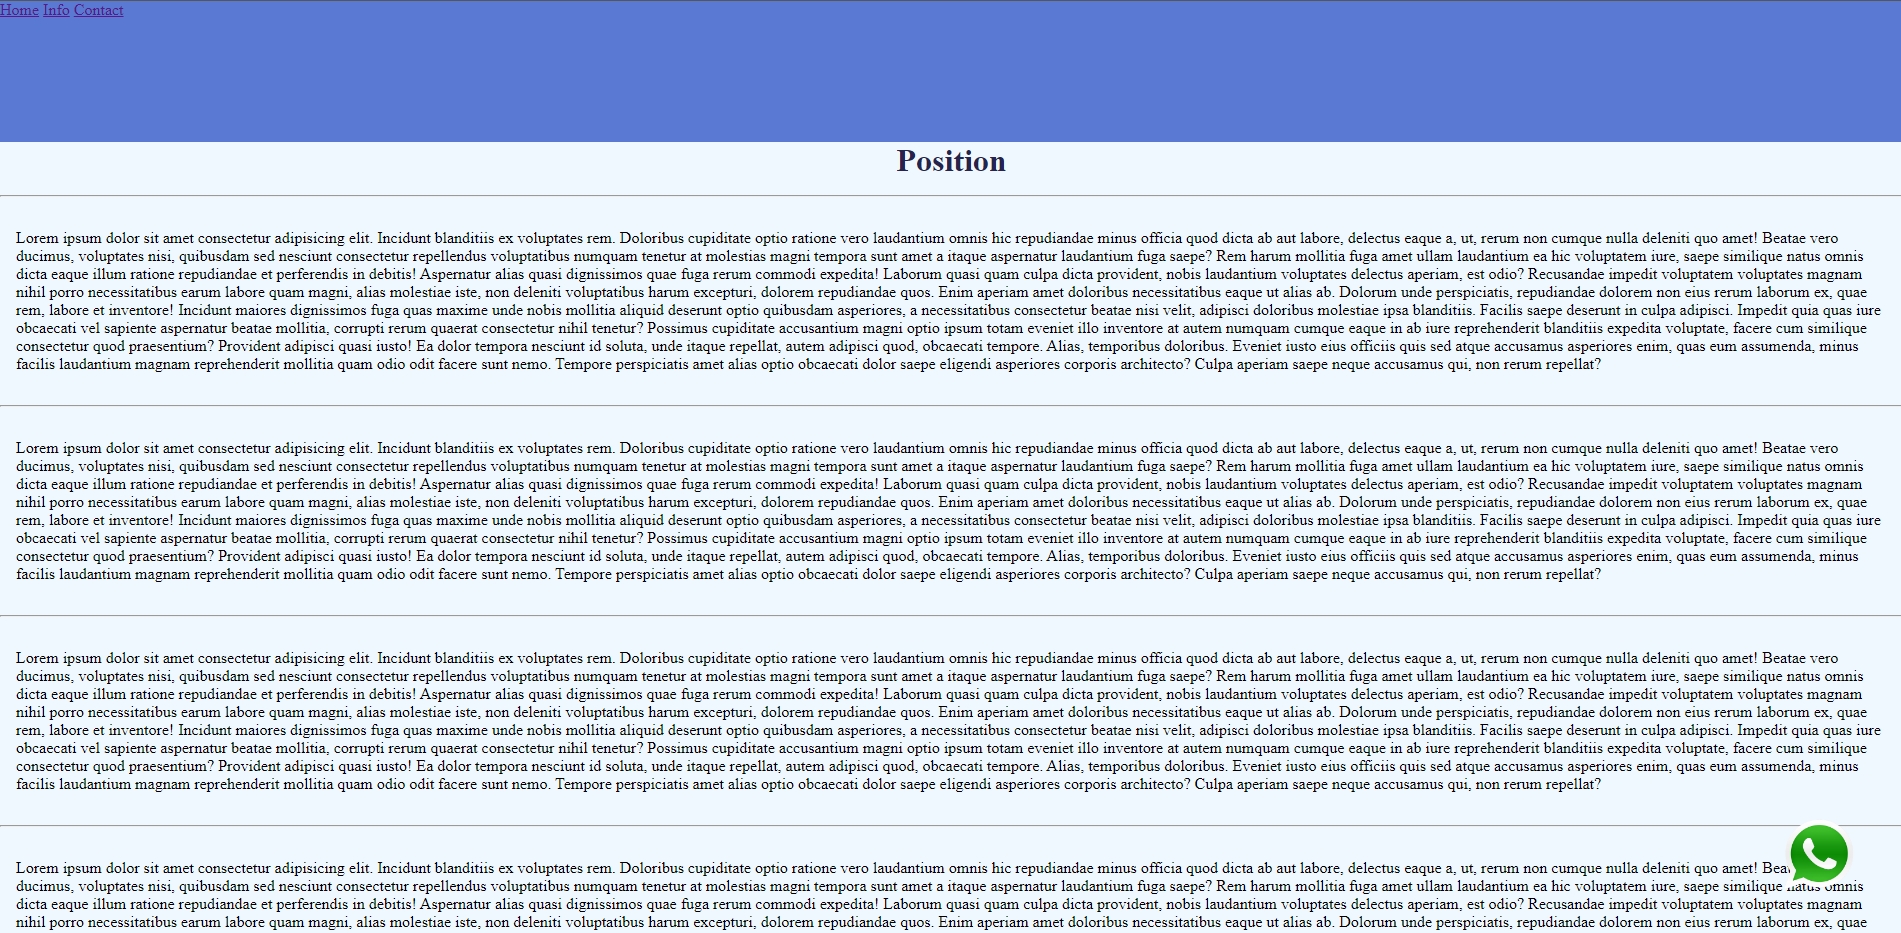 Home Info Contact
Position
Lorem ipsum dolor sit amet consectetur adipisicing elit. Incidunt blanditiis ex voluptates rem. Doloribus cupiditate optio ratione vero laudantium omnis hic repudiandae minus officia quod dicta ab aut labore, delectus eaque a, ut, rerum non cumque nulla deleniti quo amet! Beatae vero
ducimus, voluptates nisi, quibusdam sed nesciunt consectetur repellendus voluptatibus numquam tenetur at molestias magni tempora sunt amet a itaque aspernatur laudantium fuga saepe? Rem harum mollitia fuga amet ullam laudantium ea hic voluptatem iure, saepe similique natus omnis
dicta eaque illum ratione repudiandae et perferendis in debitis! Aspernatur alias quasi dignissimos quae fuga rerum commodi expedita! Laborum quasi quam culpa dicta provident, nobis laudantium voluptates delectus aperiam, est odio? Recusandae impedit voluptatem voluptates magnam
nihil porro necessitatibus earum labore quam magni, alias molestiae iste, non deleniti voluptatibus harum excepturi, dolorem repudiandae quos. Enim aperiam amet doloribus necessitatibus eaque ut alias ab. Dolorum unde perspiciatis, repudiandae dolorem non eius rerum laborum ex, quae
rem, labore et inventore! Incidunt maiores dignissimos fuga quas maxime unde nobis mollitia aliquid deserunt optio quibusdam asperiores, a necessitatibus consectetur beatae nisi velit, adipisci doloribus molestiae ipsa blanditiis. Facilis saepe deserunt in culpa adipisci. Impedit quia quas iure
obcaecati vel sapiente aspernatur beatae mollitia, corrupti rerum quaerat consectetur nihil tenetur? Possimus cupiditate accusantium magni optio ipsum totam eveniet illo inventore at autem numquam cumque eaque in ab iure reprehenderit blanditiis expedita voluptate, facere cum similique
consectetur quod praesentium? Provident adipisci quasi iusto! Ea dolor tempora nesciunt id soluta, unde itaque repellat, autem adipisci quod, obcaecati tempore. Alias, temporibus doloribus. Eveniet iusto eius officiis quis sed atque accusamus asperiores enim, quas eum assumenda, minus
facilis laudantium magnam reprehenderit mollitia quam odio odit facere sunt nemo. Tempore perspiciatis amet alias optio obcaecati dolor saepe eligendi asperiores corporis architecto? Culpa aperiam saepe neque accusamus qui, non rerum repellat?
Lorem ipsum dolor sit amet consectetur adipisicing elit. Incidunt blanditiis ex voluptates rem. Doloribus cupiditate optio ratione vero laudantium omnis hic repudiandae minus officia quod dicta ab aut labore, delectus eaque a, ut, rerum non cumque nulla deleniti quo amet! Beatae vero
ducimus, voluptates nisi, quibusdam sed nesciunt consectetur repellendus voluptatibus numquam tenetur at molestias magni tempora sunt amet a itaque aspernatur laudantium fuga saepe? Rem harum mollitia fuga amet ullam laudantium ea hic voluptatem iure, saepe similique natus omnis
dicta eaque illum ratione repudiandae et perferendis in debitis! Aspernatur alias quasi dignissimos quae fuga rerum commodi expedita! Laborum quasi quam culpa dicta provident, nobis laudantium voluptates delectus aperiam, est odio? Recusandae impedit voluptatem voluptates magnam
nihil porro necessitatibus earum labore quam magni, alias molestiae iste, non deleniti voluptatibus harum excepturi, dolorem repudiandae quos. Enim aperiam amet doloribus necessitatibus eaque ut alias ab. Dolorum unde perspiciatis, repudiandae dolorem non eius rerum laborum ex, quae
rem, labore et inventore! Incidunt maiores dignissimos fuga quas maxime unde nobis mollitia aliquid deserunt optio quibusdam asperiores, a necessitatibus consectetur beatae nisi velit, adipisci doloribus molestiae ipsa blanditiis. Facilis saepe deserunt in culpa adipisci. Impedit quia quas iure
obcaecati vel sapiente aspernatur beatae mollitia, corrupti rerum quaerat consectetur nihil tenetur? Possimus cupiditate accusantium magni optio ipsum totam eveniet illo inventore at autem numquam cumque eaque in ab iure reprehenderit blanditiis expedita voluptate, facere cum similique
consectetur quod praesentium? Provident adipisci quasi iusto! Ea dolor tempora nesciunt id soluta, unde itaque repellat, autem adipisci quod, obcaecati tempore. Alias, temporibus doloribus. Eveniet iusto eius officiis quis sed atque accusamus asperiores enim, quas eum assumenda, minus
facilis laudantium magnam reprehenderit mollitia quam odio odit facere sunt nemo. Tempore perspiciatis amet alias optio obcaecati dolor saepe eligendi asperiores corporis architecto? Culpa aperiam saepe neque accusamus qui, non rerum repellat?
Lorem ipsum dolor sit amet consectetur adipisicing elit. Incidunt blanditiis ex voluptates rem. Doloribus cupiditate optio ratione vero laudantium omnis hic repudiandae minus officia quod dicta ab aut labore, delectus eaque a, ut, rerum non cumque nulla deleniti quo amet! Beatae vero
ducimus, voluptates nisi, quibusdam sed nesciunt consectetur repellendus voluptatibus numquam tenetur at molestias magni tempora sunt amet a itaque aspernatur laudantium fuga saepe? Rem harum mollitia fuga amet ullam laudantium ea hic voluptatem iure, saepe similique natus omnis
dicta eaque illum ratione repudiandae et perferendis in debitis! Aspernatur alias quasi dignissimos quae fuga rerum commodi expedita! Laborum quasi quam culpa dicta provident, nobis laudantium voluptates delectus aperiam, est odio? Recusandae impedit voluptatem voluptates magnam
nihil porro necessitatibus earum labore quam magni, alias molestiae iste, non deleniti voluptatibus harum excepturi, dolorem repudiandae quos. Enim aperiam amet doloribus necessitatibus eaque ut alias ab. Dolorum unde perspiciatis, repudiandae dolorem non eius rerum laborum ex, quae
rem, labore et inventore! Incidunt maiores dignissimos fuga quas maxime unde nobis mollitia aliquid deserunt optio quibusdam asperiores, a necessitatibus consectetur beatae nisi velit, adipisci doloribus molestiae ipsa blanditiis. Facilis saepe deserunt in culpa adipisci. Impedit quia quas iure
obcaecati vel sapiente aspernatur beatae mollitia, corrupti rerum quaerat consectetur nihil tenetur? Possimus cupiditate accusantium magni optio ipsum totam eveniet illo inventore at autem numquam cumque eaque in ab iure reprehenderit blanditiis expedita voluptate, facere cum similique
consectetur quod praesentium? Provident adipisci quasi iusto! Ea dolor tempora nesciunt id soluta, unde itaque repellat, autem adipisci quod, obcaecati tempore. Alias, temporibus doloribus. Eveniet iusto eius officiis quis sed atque accusamus asperiores enim, quas eum assumenda, minus
facilis laudantium magnam reprehenderit mollitia quam odio odit facere sunt nemo. Tempore perspiciatis amet alias optio obcaecati dolor saepe eligendi asperiores corporis architecto? Culpa aperiam saepe neque accusamus qui, non rerum repellat?
Lorem ipsum dolor sit amet consectetur adipisicing elit. Incidunt blanditiis ex voluptates rem. Doloribus cupiditate optio ratione vero laudantium omnis hic repudiandae minus officia quod dicta ab aut labore, delectus eaque a, ut, rerum non cumque nulla deleniti quo amet!
ducimus, voluptates nisi, quibusdam sed nesciunt consectetur repellendus voluptatibus numquam tenetur at molestias magni tempora sunt amet a itaque aspernatur laudantium fuga saepe? Rem harum mollitia fuga amet ullam laudantium ea hic voluptatem iure, saepe similique natus omnis
dicta eaque illum ratione repudiandae et perferendis in debitis! Aspernatur alias quasi dignissimos quae fuga rerum commodi expedita! Laborum quasi quam culpa dicta provident, nobis laudantium voluptates delectus aperiam, est odio? Recusandae impedit voluptatem voluptates magnam
nihil porro necessitatibus earum labore quam magni, alias molestiae iste, non deleniti voluptatibus harum excepturi, dolorem repudiandae quos. Enim aperiam amet doloribus necessitatibus eaque ut alias ab. Dolorum unde perspiciatis, repudiandae dolorem non eius rerum laborum ex, quae